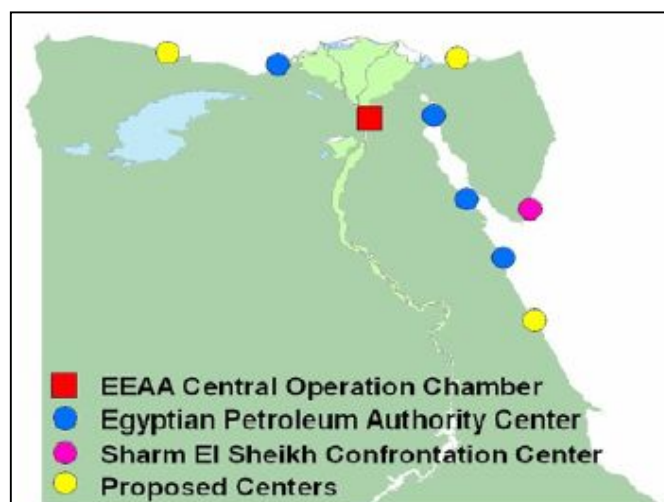 EEAA Central Operation Chamber
Egyptian Petroleum Authority Center
Sharm El Sheikh Confrontation Center
Proposed Centers